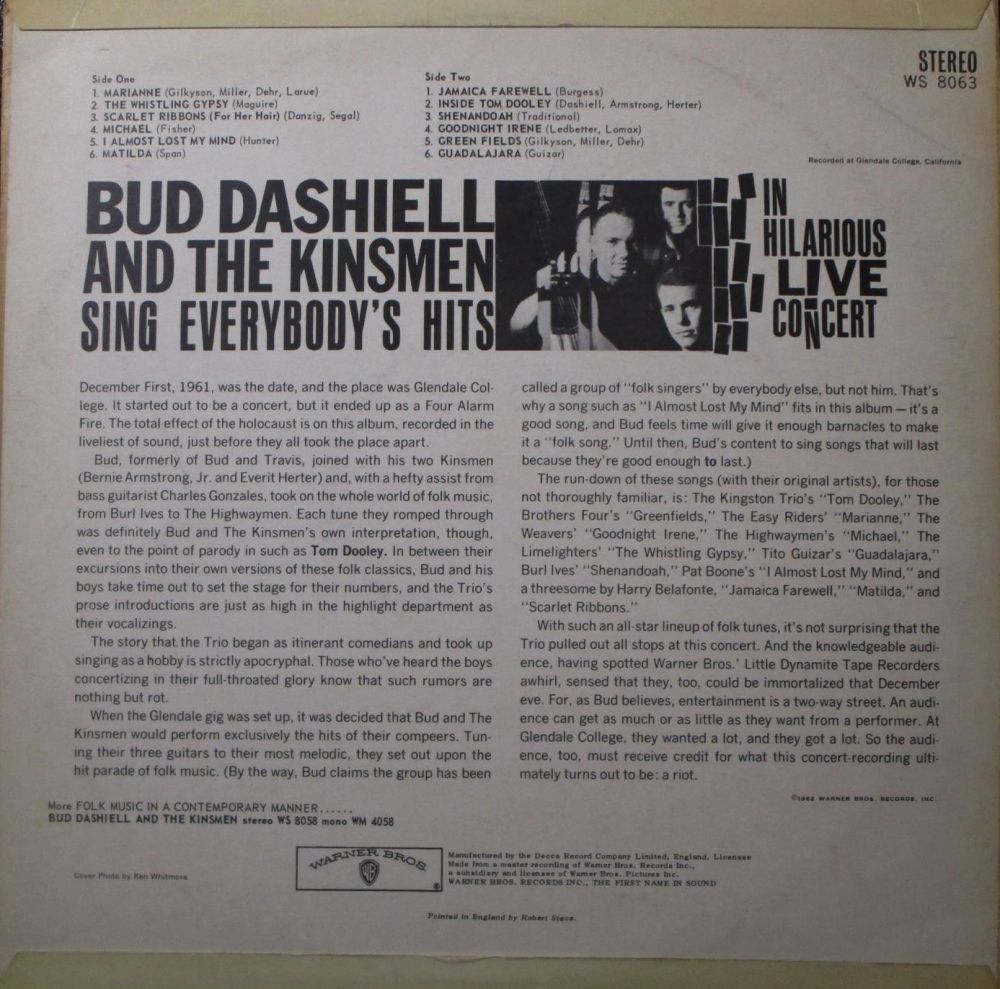 STEREO
WS 8063
Side One
1. MARIANNE (Gilkyson, Miller, Dehr, Larue)
2. THE WHISTLING GYPSY (Maguire)
3. SCARLET RIBBONS (For Her Hair) (Danzig, Segal)
4. MICHAEL (Fisher)
5. I ALMOST LOST MY MIND (Hunter)
6. MATILDA (Span)
Side Two
1. JAMAICA FAREWELL (Burgess)
2. INSIDE TOM DOOLEY (Dashiell, Armstrong, Herter)
3. SHENANDOAH (Traditional)
4. GOODNIGHT IRENE (Ledbetter, Lomax)
5. GREEN FIELDS (Gilkyson, Miller, Dehr)
6. GUADALAJARA (Guizar)
Recorded at Glendale College, California
BUD DASHIELL
AND THE KINSMEN
SING EVERYBODY'S HITS
IN
HILARIOUS
LIVE
CONCERT
December First, 1961, was the date, and the place was Glendale Col-
lege. It started out to be a concert, but it ended up as a Four Alarm
Fire. The total effect of the holocaust is on this album, recorded in the
liveliest of sound, just before they all took the place apart.
Bud, formerly of Bud and Travis, joined with his two Kinsmen
(Bernie Armstrong, Jr. and Everit Herter) and, with a hefty assist from
bass guitarist Charles Gonzales, took on the whole world of folk music,
from Burl Ives to The Highwaymen. Each tune they romped through
was definitely Bud and The Kinsmen's own interpretation, though,
even to the point of parody in such as Tom Dooley. In between their
excursions into their own versions of these folk classics, Bud and his
boys take time out to set the stage for their numbers, and the Trio's
prose introductions are just as high in the highlight department as
their vocalizings.
The story that the Trio began as itinerant comedians and took up
singing as a hobby is strictly apocryphal. Those who've heard the boys
concertizing in their full-throated glory know that such rumors are
nothing but rot.
When the Glendale gig was set up, it was decided that Bud and The
Kinsmen would perform exclusively the hits of their compeers. Tun-
ing their three guitars to their most melodic, they set out upon the
hit parade of folk music. (By the way, Bud claims the group has been
called a group of "folk singers" by everybody else, but not him. That's
why a song such as "I Almost Lost My Mind" fits in this album — it's a
good song, and Bud feels time will give it enough barnacles to make
it a "folk song." Until then, Bud's content to sing songs that will last
because they're good enough to last.)
The run-down of these songs (with their original artists), for those
not thoroughly familiar, is: The Kingston Trio's "Tom Dooley," The
Brothers Four's "Greenfields," The Easy Riders' "Marianne," The
Weavers' "Goodnight Irene," The Highwaymen's "Michael," The
Limelighters' "The Whistling Gypsy," Tito Guizar's "Guadalajara,"
Burl Ives' "Shenandoah," Pat Boone's "I Almost Lost My Mind," and
a threesome by Harry Belafonte, "Jamaica Farewell," "Matilda," and
"Scarlet Ribbons."
With such an all-star lineup of folk tunes, it's not surprising that the
Trio pulled out all stops at this concert. And the knowledgeable audi-
ence, having spotted Warner Bros.' Little Dynamite Tape Recorders
awhirl, sensed that they, too, could be immortalized that December
eve. For, as Bud believes, entertainment is a two-way street. An audi-
ence can get as much or as little as they want from a performer. At
Glendale College, they wanted a lot, and they got a lot. So the audi-
ence, too, must receive credit for what this concert-recording ulti-
mately turns out to be: a riot.
©1962 WARNER BROS. RECORDS, INC.
More FOLK MUSIC IN A CONTEMPORARY MANNER......
BUD DASHIELL AND THE KINSMEN stereo WS 8058 mono WM 4058
Cover Photo by Ken Whitmore
WARNER BROS.
WB
®
Manufactured by the Decca Record Company Limited, England, Licensee
Made from a master recording of Warner Bros. Records Inc.,
a subsidiary and licensee of Warner Bros. Pictures Inc.
WARNER BROS. RECORDS INC., THE FIRST NAME IN SOUND
Printed in England by Robert Stace.